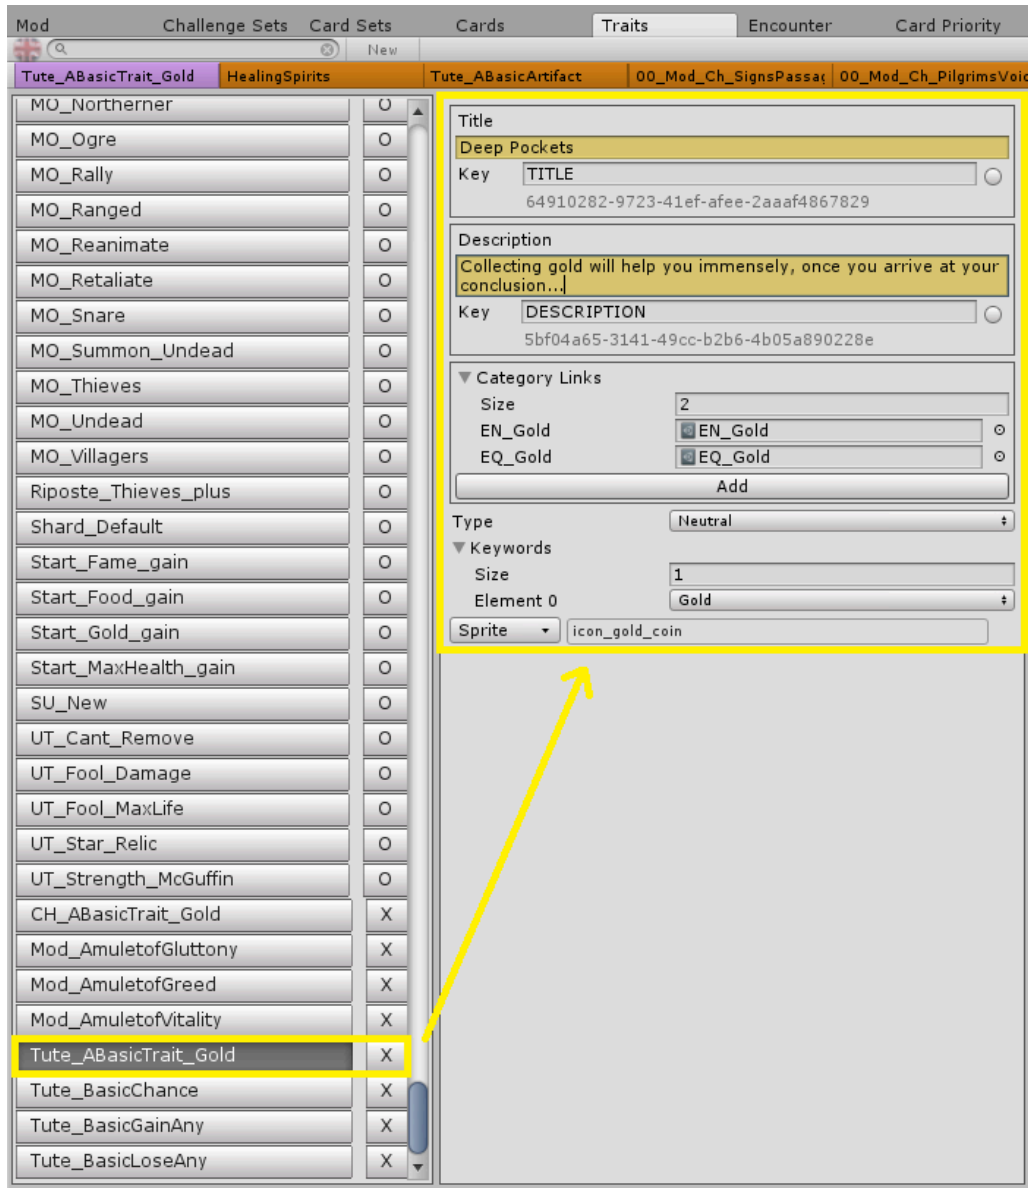 Mod Challenge Sets Card Sets Cards Traits Encounter Card Priority
New
Tute_ABasicTrait_Gold HealingSpirits Tute_ABasicArtifact 00_Mod_Ch_SignsPassag 00_Mod_Ch_PilgrimsVoic
MO_Northerner O
MO_Ogre O
MO_Rally O
MO_Ranged O
MO_Reanimate O
MO_Retaliate O
MO_Snare O
MO_Summon_Undead O
MO_Thieves O
MO_Undead O
MO_Villagers O
Riposte_Thieves_plus O
Shard_Default O
Start_Fame_gain O
Start_Food_gain O
Start_Gold_gain O
Start_MaxHealth_gain O
SU_New O
UT_Cant_Remove O
UT_Fool_Damage O
UT_Fool_MaxLife O
UT_Star_Relic O
UT_Strength_McGuffin O
CH_ABasicTrait_Gold X
Mod_AmuletofGluttony X
Mod_AmuletofGreed X
Mod_AmuletofVitality X
Tute_ABasicTrait_Gold X
Tute_BasicChance X
Tute_BasicGainAny X
Tute_BasicLoseAny X
Title
Deep Pockets
Key TITLE
64910282-9723-41ef-afee-2aaaf4867829
Description
Collecting gold will help you immensely, once you arrive at your
conclusion...
Key DESCRIPTION
5bf04a65-3141-49cc-b2b6-4b05a890228e
Category Links
Size 2
EN_Gold EN_Gold
EQ_Gold EQ_Gold
Add
Type Neutral
Keywords
Size 1
Element 0 Gold
Sprite icon_gold_coin